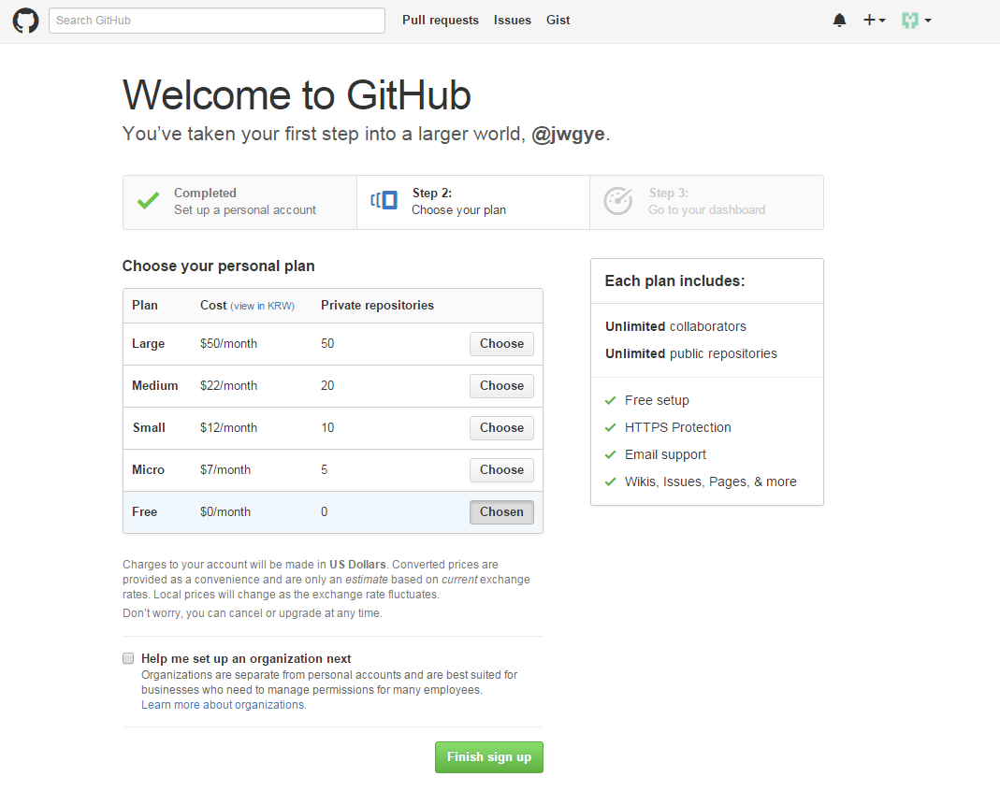 Search GitHub Pull requests Issues Gist
Welcome to GitHub
You've taken your first step into a larger world, @jwgye.
Completed
Set up a personal account
Step 2:
Choose your plan
Step 3:
Go to your dashboard
Choose your personal plan
Plan Cost (view in KRW) Private repositories
Large $50/month 50 Choose
Medium $22/month 20 Choose
Small $12/month 10 Choose
Micro $7/month 5 Choose
Free $0/month 0 Chosen
Charges to your account will be made in US Dollars. Converted prices are
provided as a convenience and are only an estimate based on current exchange
rates. Local prices will change as the exchange rate fluctuates.
Don't worry, you can cancel or upgrade at any time.
Help me set up an organization next
Organizations are separate from personal accounts and are best suited for
businesses who need to manage permissions for many employees.
Learn more about organizations.
Finish sign up
Each plan includes:
Unlimited collaborators
Unlimited public repositories
Free setup
HTTPS Protection
Email support
Wikis, Issues, Pages, & more